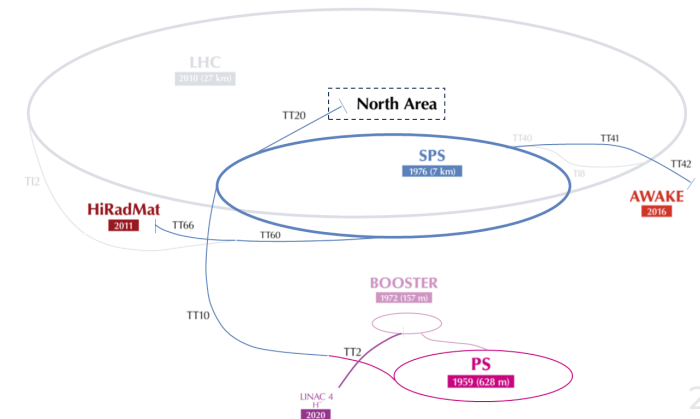 LHC
2010 (27 km)
North Area
TT20
TT40
TT41
SPS
1976 (7 km)
TI8
TT42
TI2
AWAKE
2016
HiRadMat
2011
TT66
TT60
BOOSTER
1972 (157 m)
TT10
TT2
PS
1959 (628 m)
LINAC 4
H⁻
2020
2